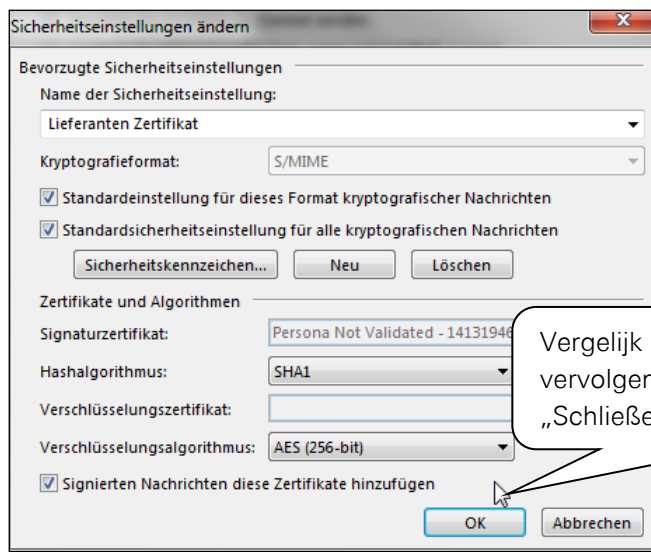 Sicherheitseinstellungen ändern
Bevorzugte Sicherheitseinstellungen
Name der Sicherheitseinstellung:
Lieferanten Zertifikat
Kryptografieformat:
S/MIME
Standardeinstellung für dieses Format kryptografischer Nachrichten
Standardsicherheitseinstellung für alle kryptografischen Nachrichten
Sicherheitskennzeichen... Neu Löschen
Zertifikate und Algorithmen
Signaturzertifikat:
Persona Not Validated - 14131946
Hashalgorithmus:
SHA1
Verschlüsselungszertifikat:
Verschlüsselungsalgorithmus:
AES (256-bit)
Signierten Nachrichten diese Zertifikate hinzufügen
OK Abbrechen
Vergelijk
vervolgen
„Schließe